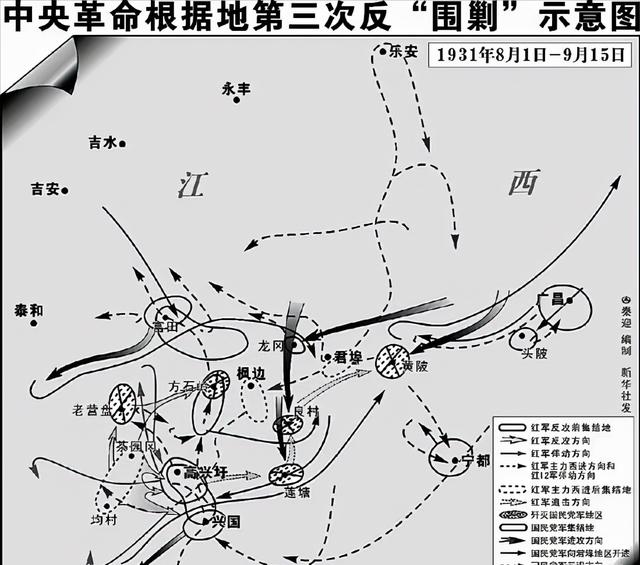 中央革命根据地第三次反“围剿”示意图
1931年8月1日－9月15日
乐安
永丰
吉水
吉安
江
西
泰和
富田
广昌
龙冈
君埠
头陂
黄陂
枫边
方石岭
老营盘
良村
茶园冈
高兴圩
莲塘
宁都
均村
兴国
秦迎 编制 新华社发
红军反攻前集结地
红军反攻方向
红军佯动方向
红军主力西进方向和
红12军佯动方向
红军主力西进后集结地
红军追击方向
歼灭国民党军地区
国民党军集结地
国民党军进攻方向
国民党军向君埠地区开进